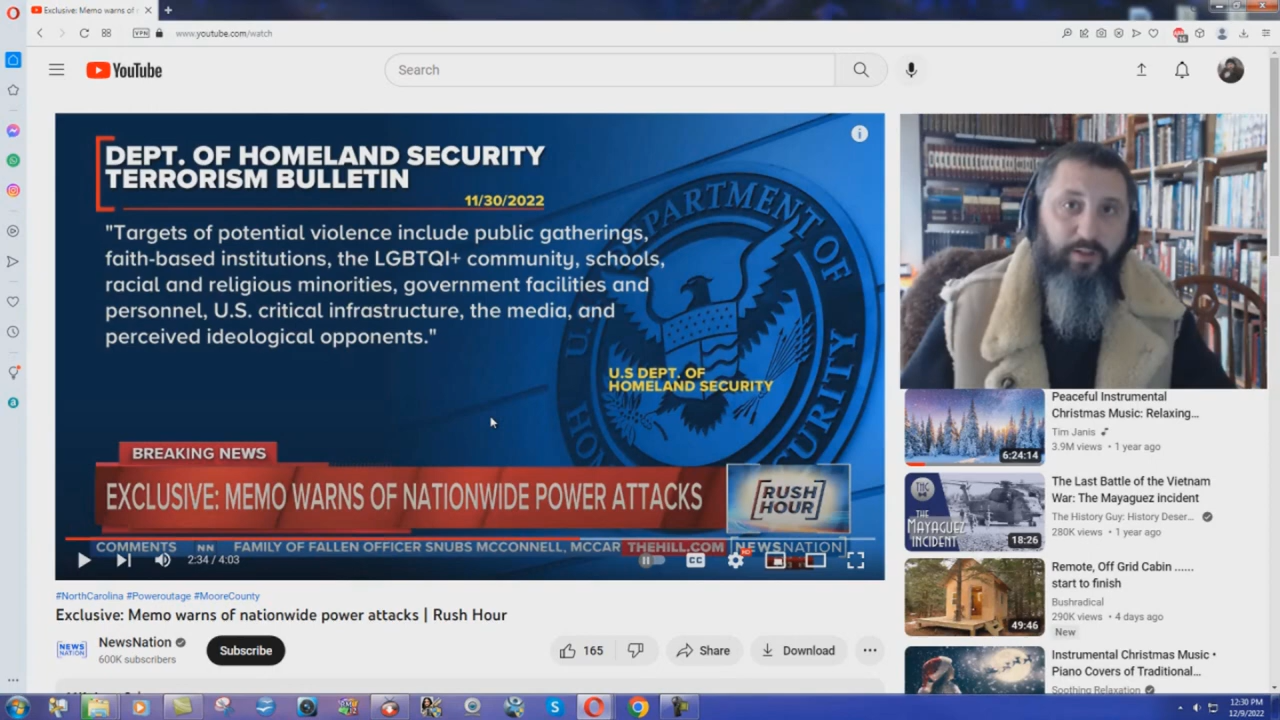 Exclusive: Memo warns of
VPN
www.youtube.com/watch
16
YouTube
Search
DEPT. OF HOMELAND SECURITY
TERRORISM BULLETIN
11/30/2022
"Targets of potential violence include public gatherings,
faith-based institutions, the LGBTQI+ community, schools,
racial and religious minorities, government facilities and
personnel, U.S. critical infrastructure, the media, and
perceived ideological opponents."
U.S DEPT. OF
HOMELAND SECURITY
BREAKING NEWS
EXCLUSIVE: MEMO WARNS OF NATIONWIDE POWER ATTACKS
RUSH
HOUR
COMMENTS NN FAMILY OF FALLEN OFFICER SNUBS MCCONNELL, MCCAR THEHILL.COM NEWSNATION
2:34 / 4:03
CC
HD
#NorthCarolina #Poweroutage #MooreCounty
Exclusive: Memo warns of nationwide power attacks | Rush Hour
NEWS
NATION
NewsNation
600K subscribers
Subscribe
165
Share
Download
Peaceful Instrumental
Christmas Music: Relaxing...
Tim Janis
3.9M views • 1 year ago
6:24:14
The Last Battle of the Vietnam
War: The Mayaguez incident
The History Guy: History Deser...
280K views • 1 year ago
THG
THE
MAYAGUEZ
INCIDENT
18:26
Remote, Off Grid Cabin ......
start to finish
Bushradical
290K views • 4 days ago
New
49:46
Instrumental Christmas Music •
Piano Covers of Traditional...
Soothing Relaxation
12:30 PM
12/9/2022